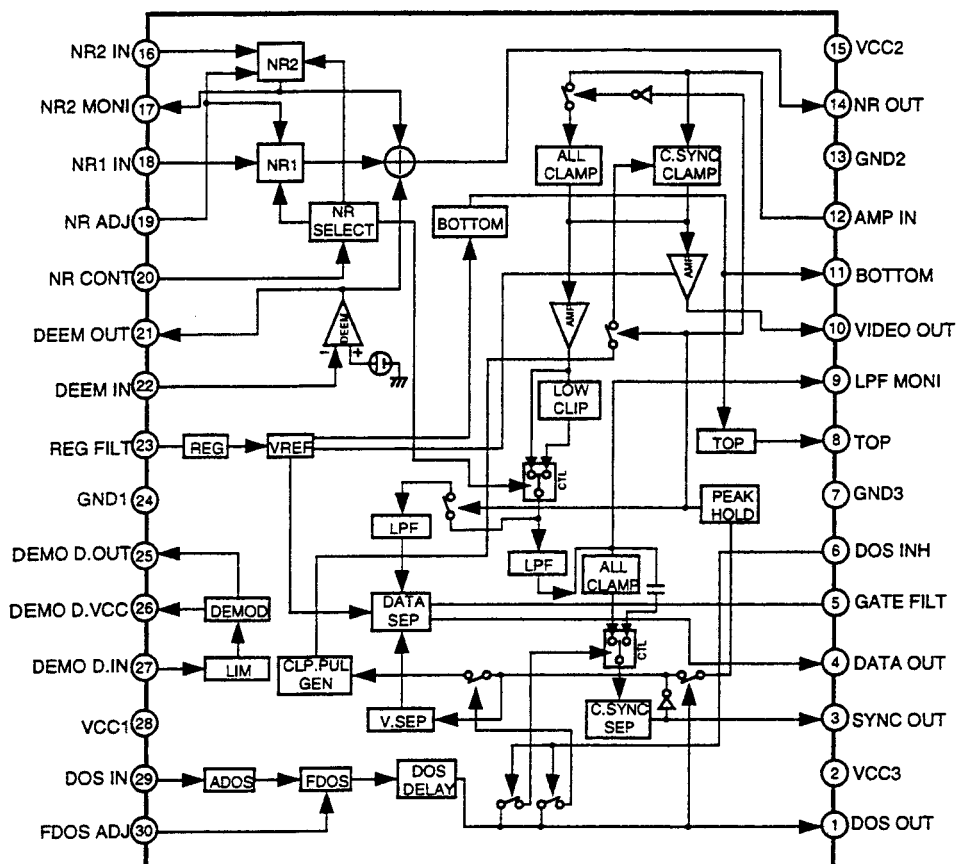 NR2 IN 16
NR2 MONI 17
NR1 IN 18
NR ADJ 19
NR CONT 20
DEEM OUT 21
DEEM IN 22
REG FILT 23
GND1 24
DEMO D.OUT 25
DEMO D.VCC 26
DEMO D.IN 27
VCC1 28
DOS IN 29
FDOS ADJ 30
NR2
NR1
NR
SELECT
DEEM
-
+
REG
VREF
DEMOD
LIM
ADOS
FDOS
DOS
DELAY
BOTTOM
ALL
CLAMP
C.SYNC
CLAMP
AMP
AMP
LOW
CLIP
CTL
LPF
LPF
DATA
SEP
CLP.PUL
GEN
V.SEP
ALL
CLAMP
CTL
C.SYNC
SEP
PEAK
HOLD
TOP
15 VCC2
14 NR OUT
13 GND2
12 AMP IN
11 BOTTOM
10 VIDEO OUT
9 LPF MONI
8 TOP
7 GND3
6 DOS INH
5 GATE FILT
4 DATA OUT
3 SYNC OUT
2 VCC3
1 DOS OUT